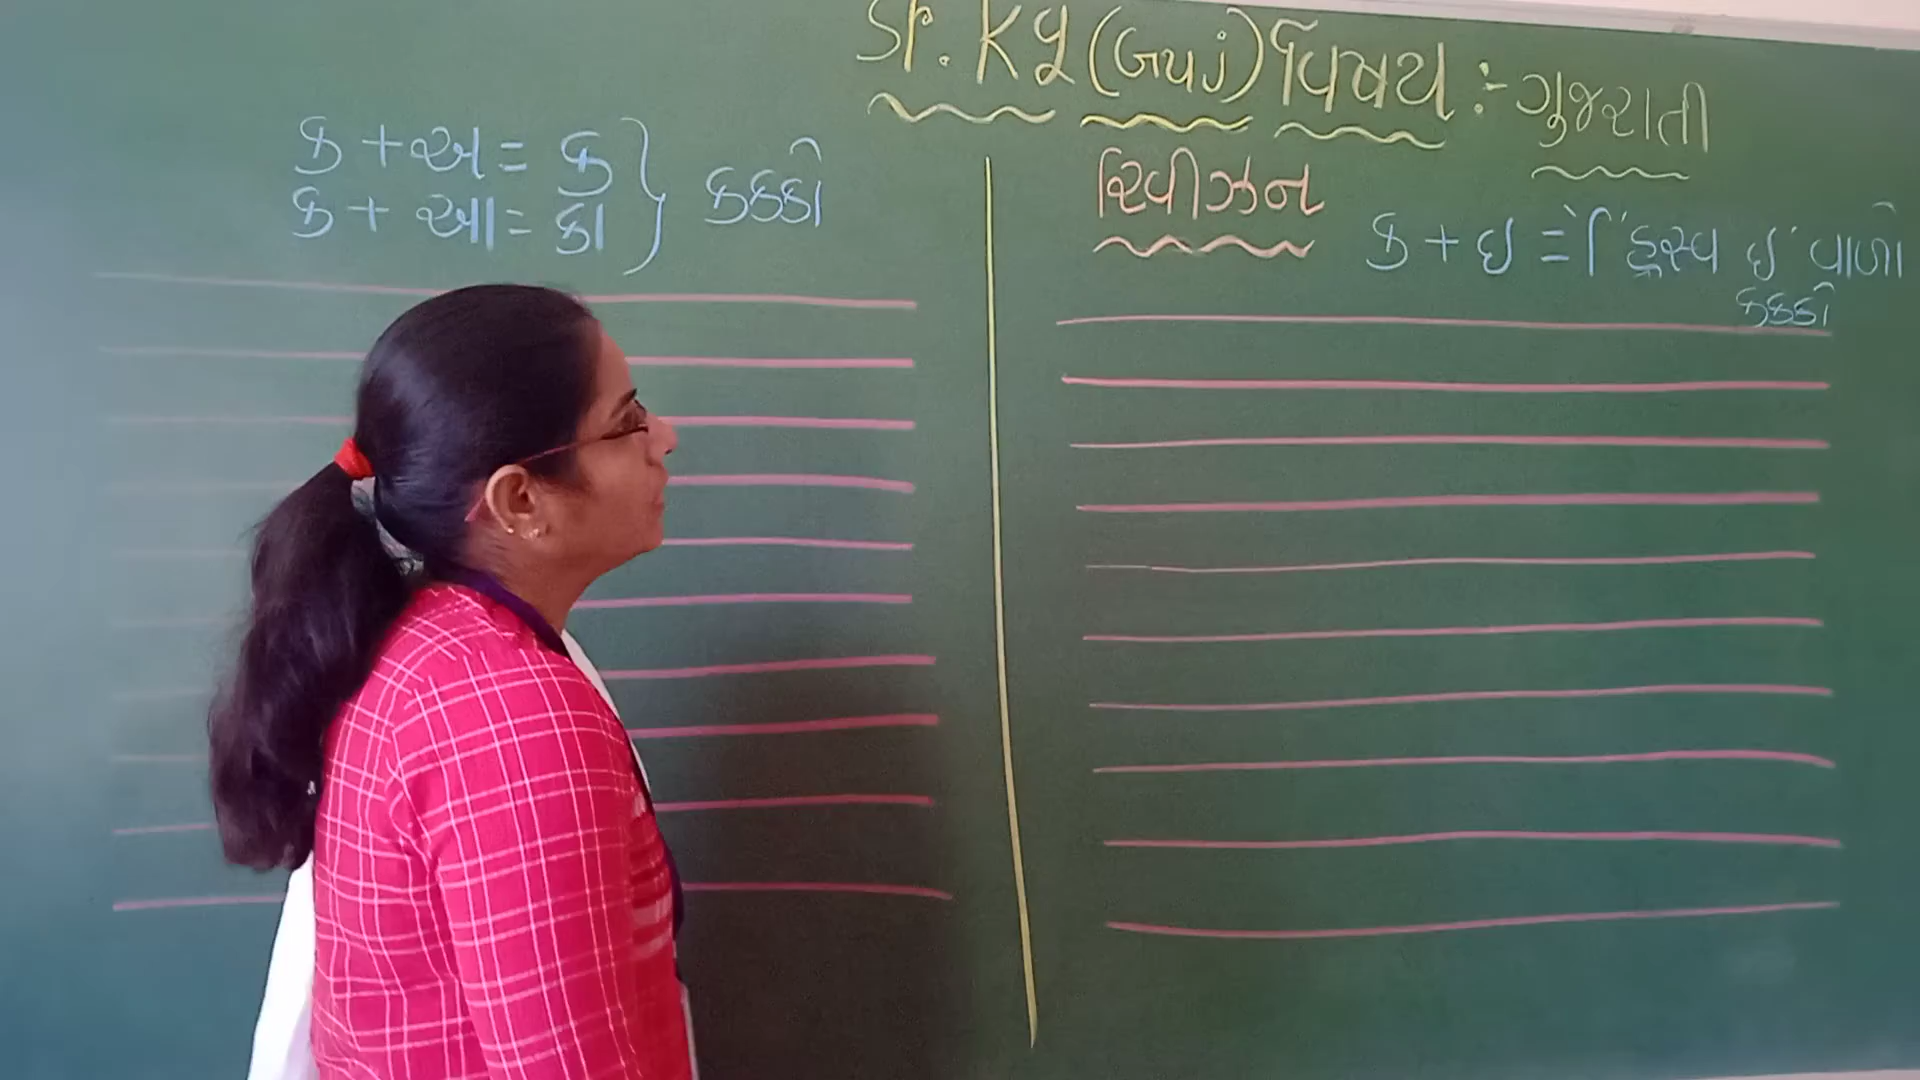 Sr. KG (Guj) વિષય :- ગુજરાતી
ક + અ = ક
ક + આ = કા
કક્કો
રિવીઝન
ક + ઇ = 'િ' હ્રસ્વ ઇ' વાળો
કક્કો